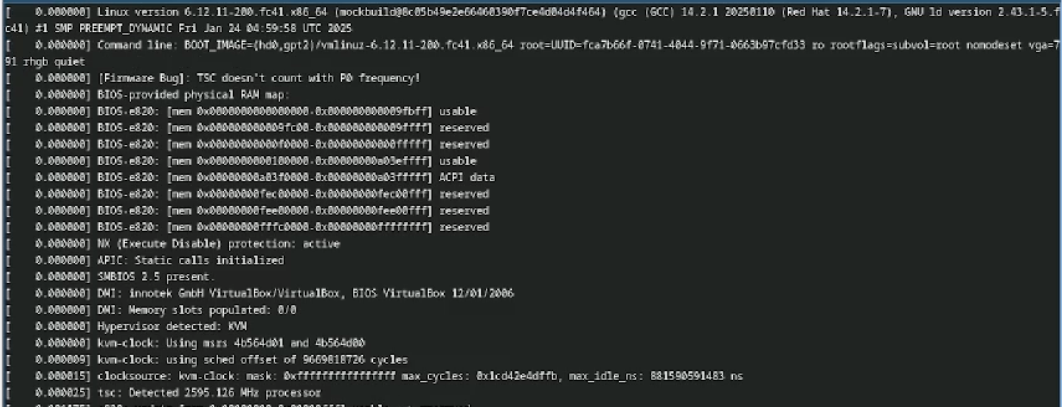 [    0.000000] Linux version 6.12.11-200.fc41.x86_64 (mockbuild@8c05b49e2e66460390f7ce4d04d4f464) (gcc (GCC) 14.2.1 20250110 (Red Hat 14.2.1-7), GNU ld version 2.43.1-5.f
c41) #1 SMP PREEMPT_DYNAMIC Fri Jan 24 04:59:58 UTC 2025
[    0.000000] Command line: BOOT_IMAGE=(hd0,gpt2)/vmlinuz-6.12.11-200.fc41.x86_64 root=UUID=fca7b66f-0741-4044-9f71-0663b97cfd33 ro rootflags=subvol=root nomodeset vga=7
91 rhgb quiet
[    0.000000] [Firmware Bug]: TSC doesn't count with P0 frequency!
[    0.000000] BIOS-provided physical RAM map:
[    0.000000] BIOS-e820: [mem 0x0000000000000000-0x000000000009fbff] usable
[    0.000000] BIOS-e820: [mem 0x000000000009fc00-0x000000000009ffff] reserved
[    0.000000] BIOS-e820: [mem 0x00000000000f0000-0x00000000000fffff] reserved
[    0.000000] BIOS-e820: [mem 0x0000000000100000-0x00000000a03effff] usable
[    0.000000] BIOS-e820: [mem 0x00000000a03f0000-0x00000000a03fffff] ACPI data
[    0.000000] BIOS-e820: [mem 0x00000000fec00000-0x00000000fec00fff] reserved
[    0.000000] BIOS-e820: [mem 0x00000000fee00000-0x00000000fee00fff] reserved
[    0.000000] BIOS-e820: [mem 0x00000000fffc0000-0x00000000ffffffff] reserved
[    0.000000] NX (Execute Disable) protection: active
[    0.000000] APIC: Static calls initialized
[    0.000000] SMBIOS 2.5 present.
[    0.000000] DMI: innotek GmbH VirtualBox/VirtualBox, BIOS VirtualBox 12/01/2006
[    0.000000] DMI: Memory slots populated: 0/0
[    0.000000] Hypervisor detected: KVM
[    0.000000] kvm-clock: Using msrs 4b564d01 and 4b564d00
[    0.000009] kvm-clock: using sched offset of 9669818726 cycles
[    0.000015] clocksource: kvm-clock: mask: 0xffffffffffffffff max_cycles: 0x1cd42e4dffb, max_idle_ns: 881590591483 ns
[    0.000025] tsc: Detected 2595.126 MHz processor